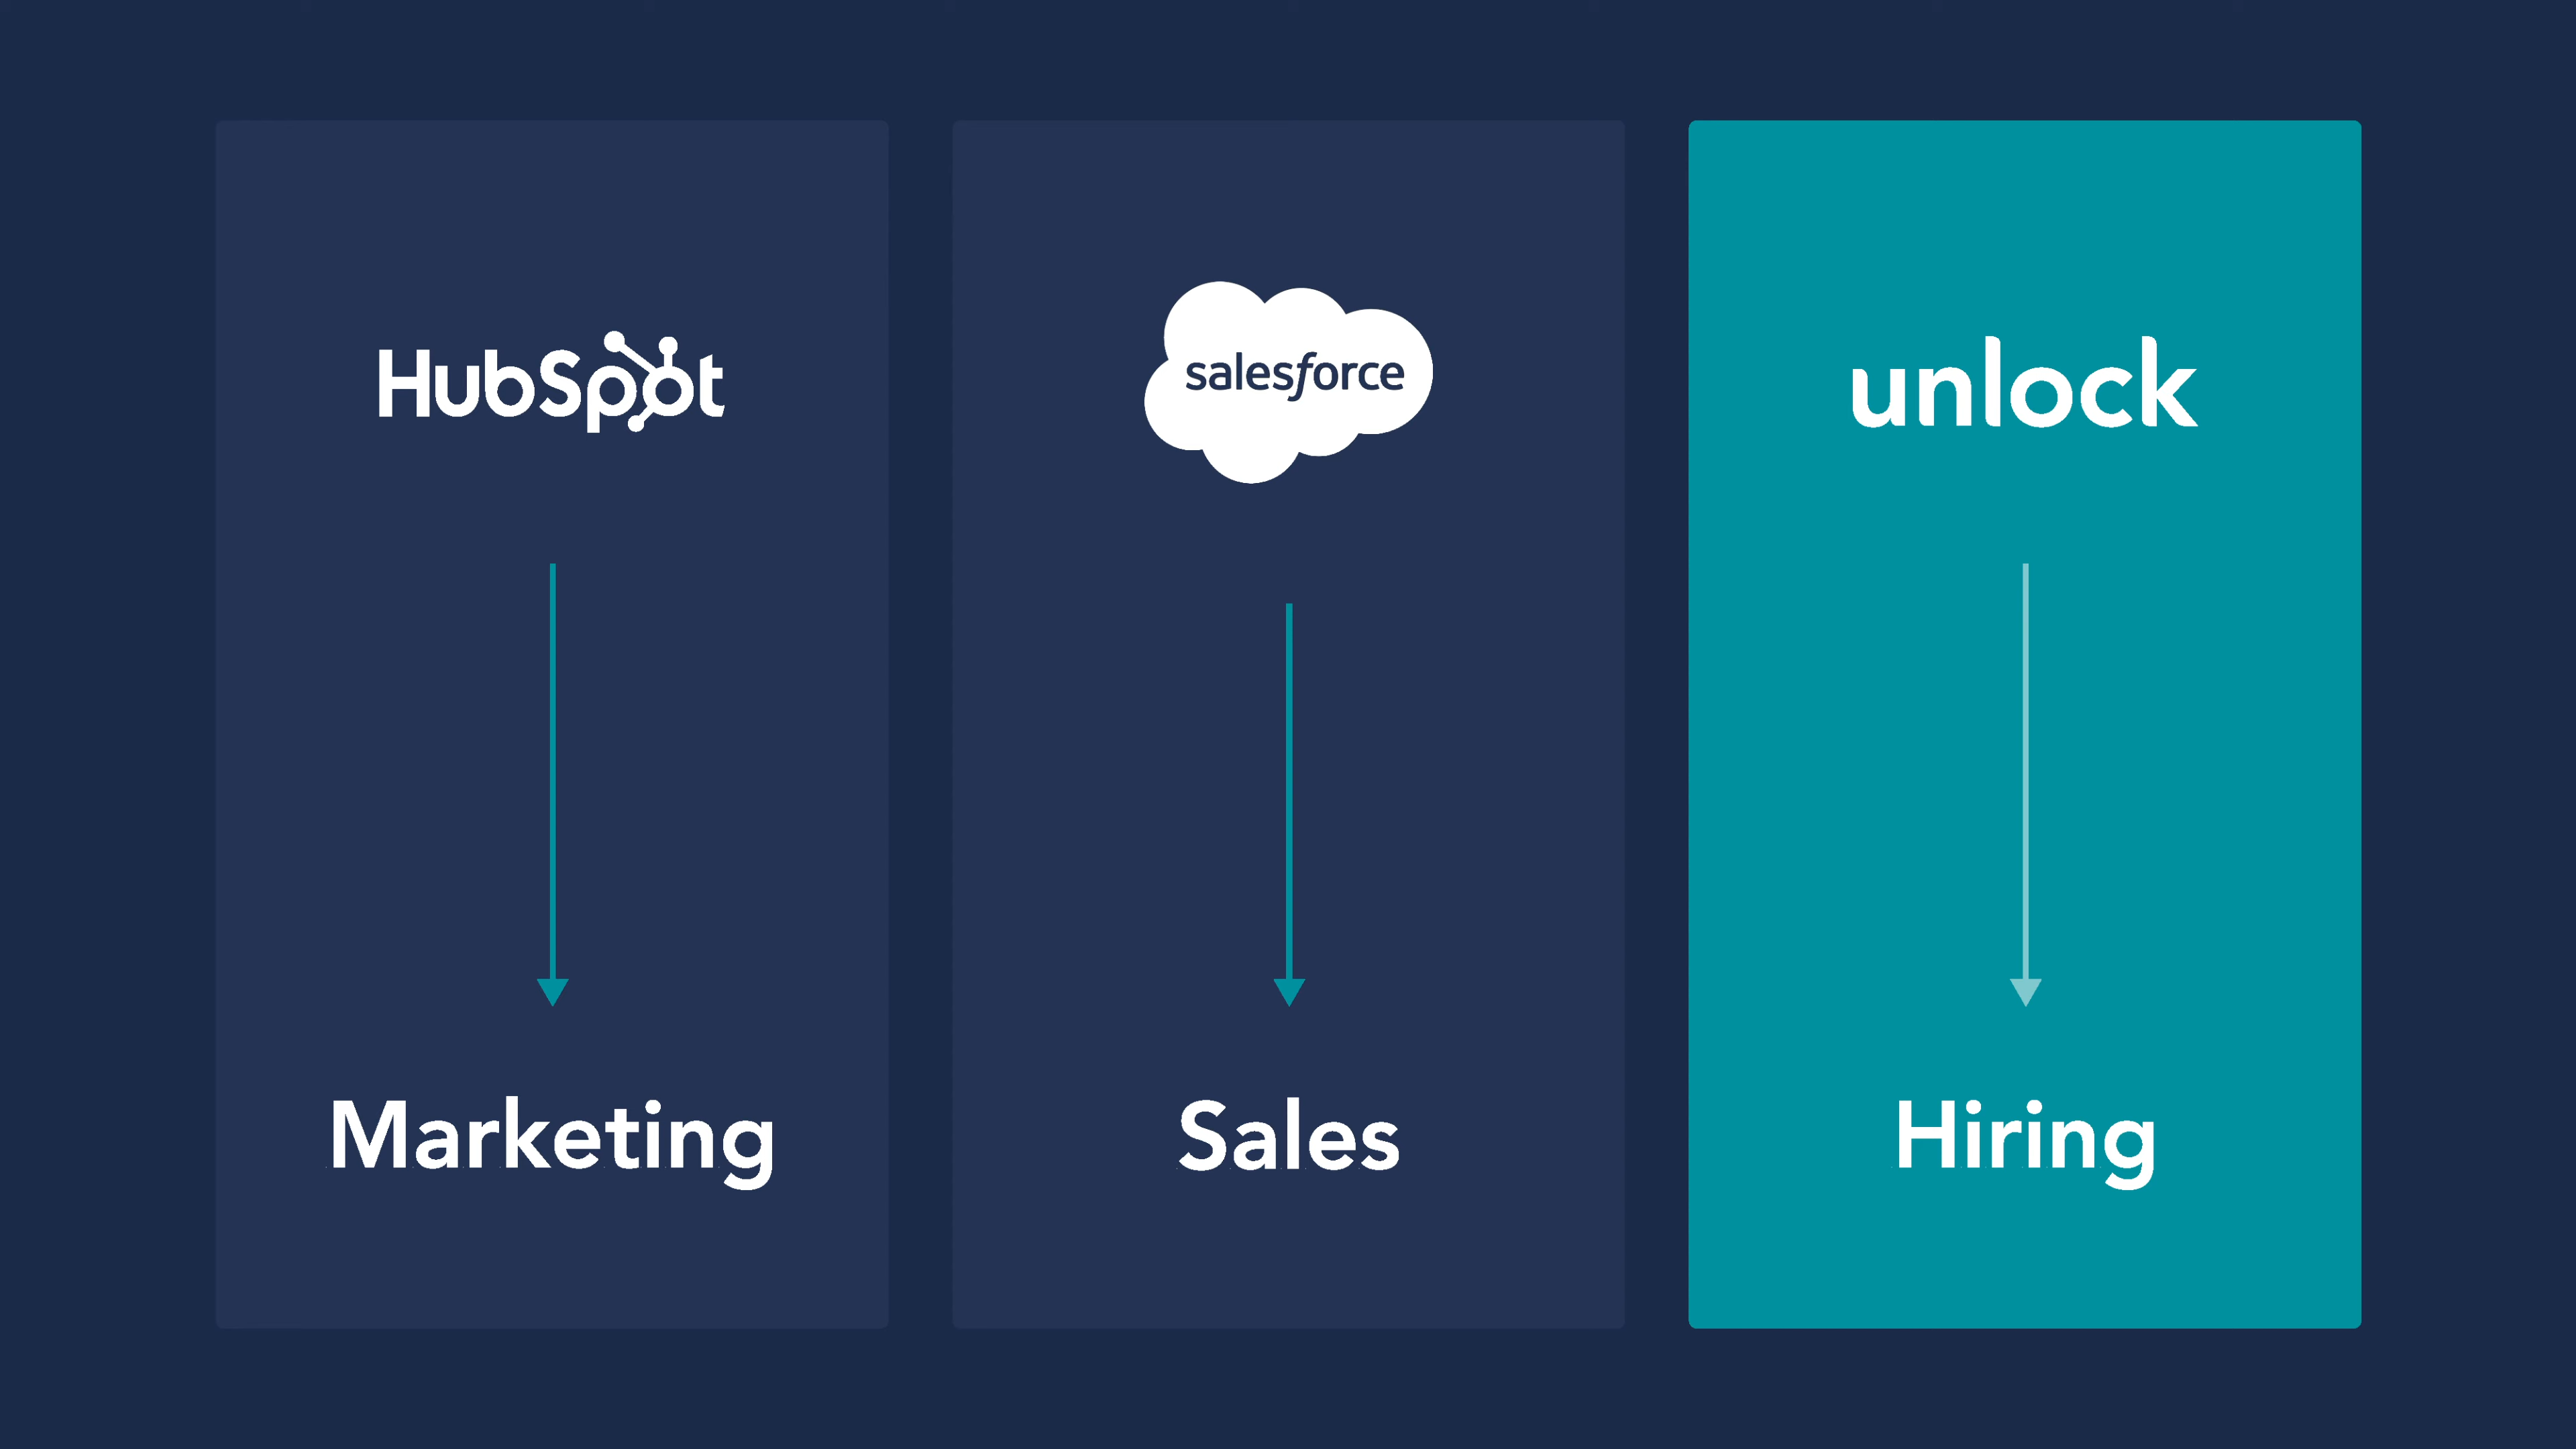 HubSpot
Marketing
salesforce
Sales
unlock
Hiring